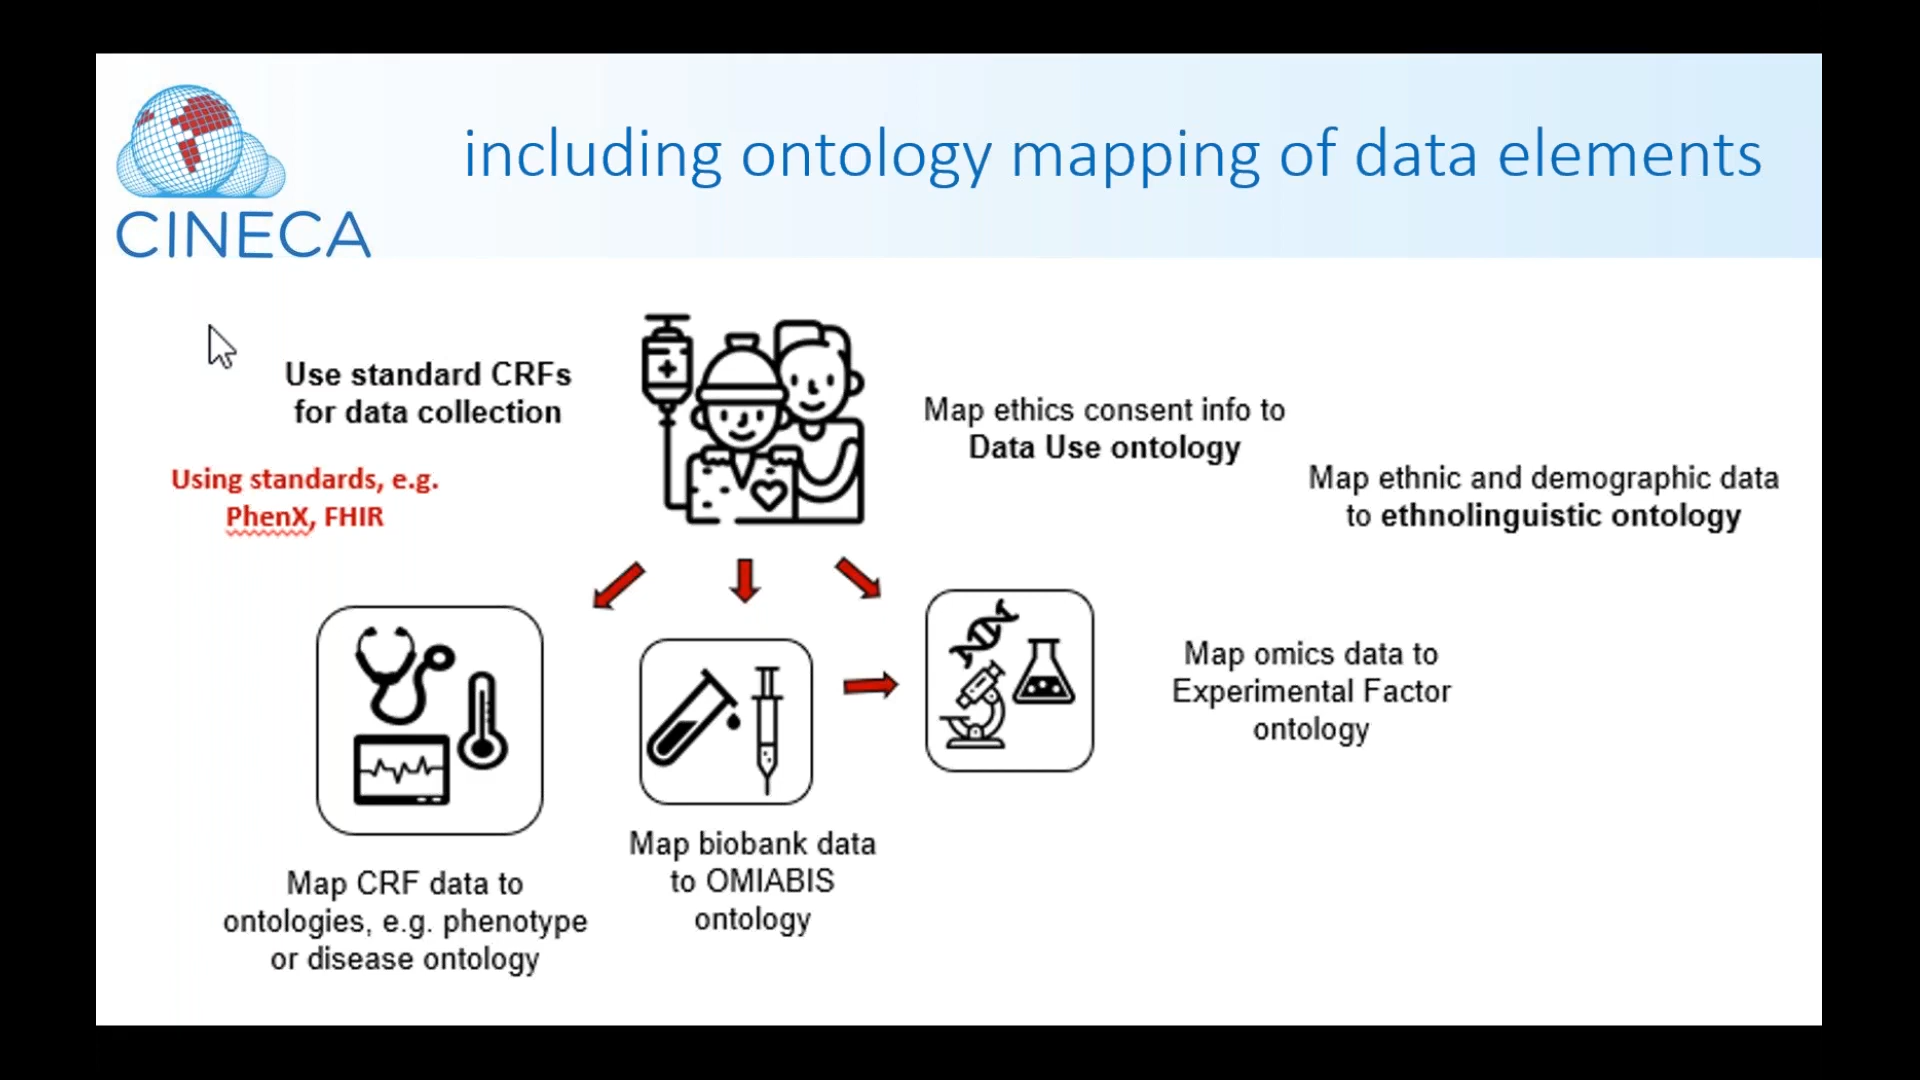 CINECA
including ontology mapping of data elements
Use standard CRFs
for data collection
Using standards, e.g.
PhenX, FHIR
Map ethics consent info to
Data Use ontology
Map ethnic and demographic data
to ethnolinguistic ontology
Map omics data to
Experimental Factor
ontology
Map biobank data
to OMIABIS
ontology
Map CRF data to
ontologies, e.g. phenotype
or disease ontology